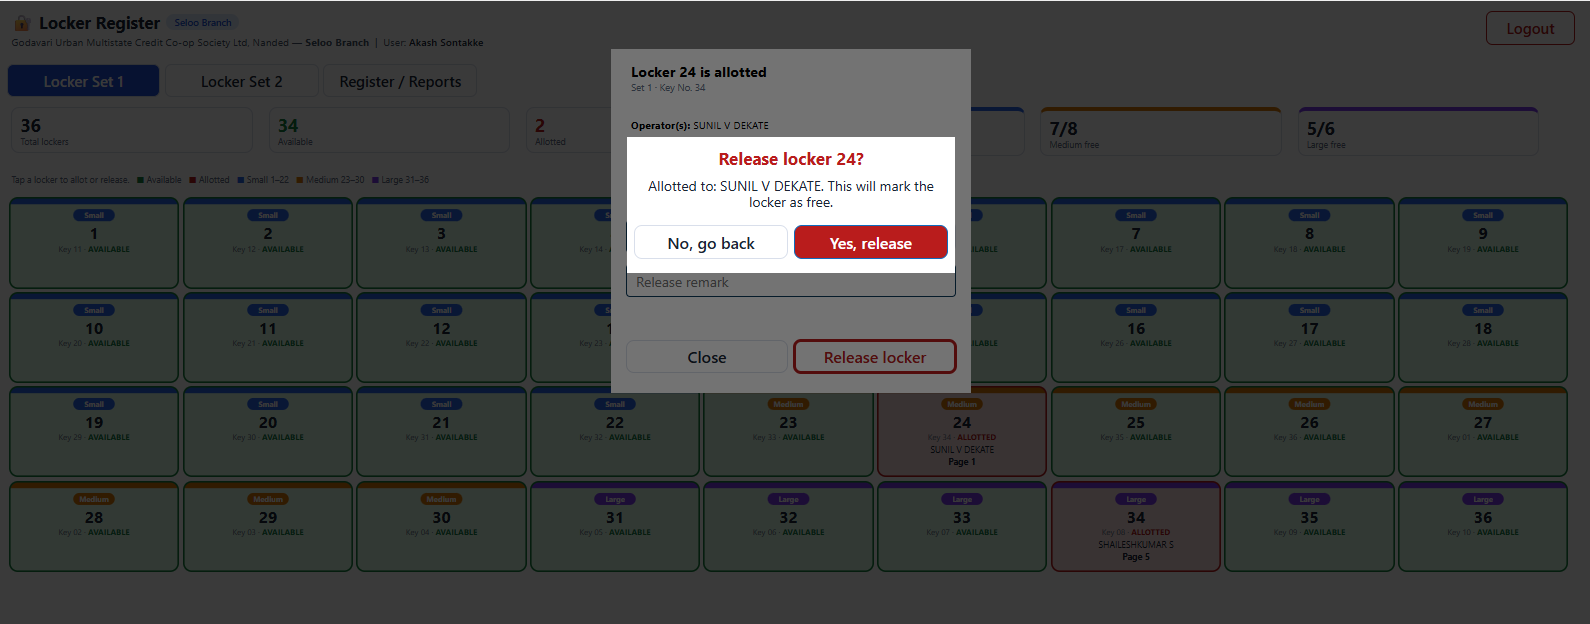 Locker Register Seloo Branch
Godavari Urban Multistate Credit Co-op Society Ltd, Nanded — Seloo Branch | User: Akash Sontakke
Logout
Locker Set 1 Locker Set 2 Register / Reports
36
Total lockers
34
Available
2
Allotted
7/8
Medium free
5/6
Large free
Tap a locker to allot or release. Available Allotted Small 1–22 Medium 23–30 Large 31–36
Locker 24 is allotted
Set 1 · Key No. 34
Operator(s): SUNIL V DEKATE
Release locker 24?
Allotted to: SUNIL V DEKATE. This will mark the
locker as free.
No, go back Yes, release
Release remark
Close Release locker
Small
1
Key 11 · AVAILABLE
Small
2
Key 12 · AVAILABLE
Small
3
Key 13 · AVAILABLE
Key 14
Small
7
Key 17 · AVAILABLE
Small
8
Key 18 · AVAILABLE
Small
9
Key 19 · AVAILABLE
Small
10
Key 20 · AVAILABLE
Small
11
Key 21 · AVAILABLE
Small
12
Key 22 · AVAILABLE
Key 23
Small
16
Key 26 · AVAILABLE
Small
17
Key 27 · AVAILABLE
Small
18
Key 28 · AVAILABLE
Small
19
Key 29 · AVAILABLE
Small
20
Key 30 · AVAILABLE
Small
21
Key 31 · AVAILABLE
Small
22
Key 32 · AVAILABLE
Medium
23
Key 33 · AVAILABLE
Medium
24
Key 34 · ALLOTTED
SUNIL V DEKATE
Page 1
Medium
25
Key 35 · AVAILABLE
Medium
26
Key 36 · AVAILABLE
Medium
27
Key 01 · AVAILABLE
Medium
28
Key 02 · AVAILABLE
Medium
29
Key 03 · AVAILABLE
Medium
30
Key 04 · AVAILABLE
Large
31
Key 05 · AVAILABLE
Large
32
Key 06 · AVAILABLE
Large
33
Key 07 · AVAILABLE
Large
34
Key 08 · ALLOTTED
SHAILESHKUMAR S
Page 5
Large
35
Key 09 · AVAILABLE
Large
36
Key 10 · AVAILABLE